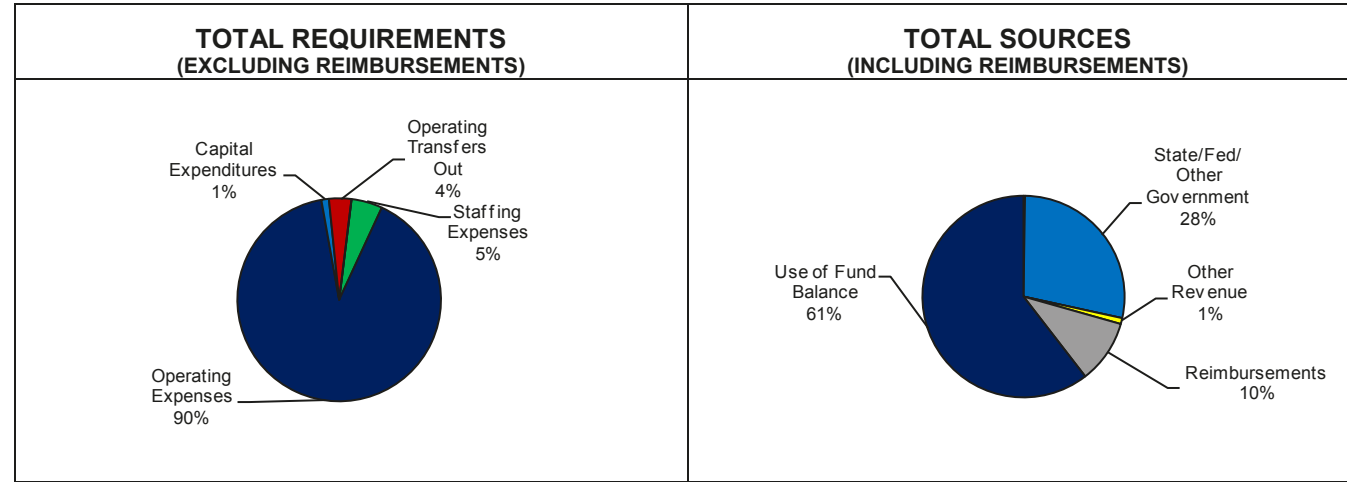 TOTAL REQUIREMENTS
(EXCLUDING REIMBURSEMENTS)
Capital
Expenditures
1%
Operating
Transfers
Out
4%
Staffing
Expenses
5%
Operating
Expenses
90%
TOTAL SOURCES
(INCLUDING REIMBURSEMENTS)
State/Fed/
Other
Government
28%
Other
Revenue
1%
Use of Fund
Balance
61%
Reimbursements
10%